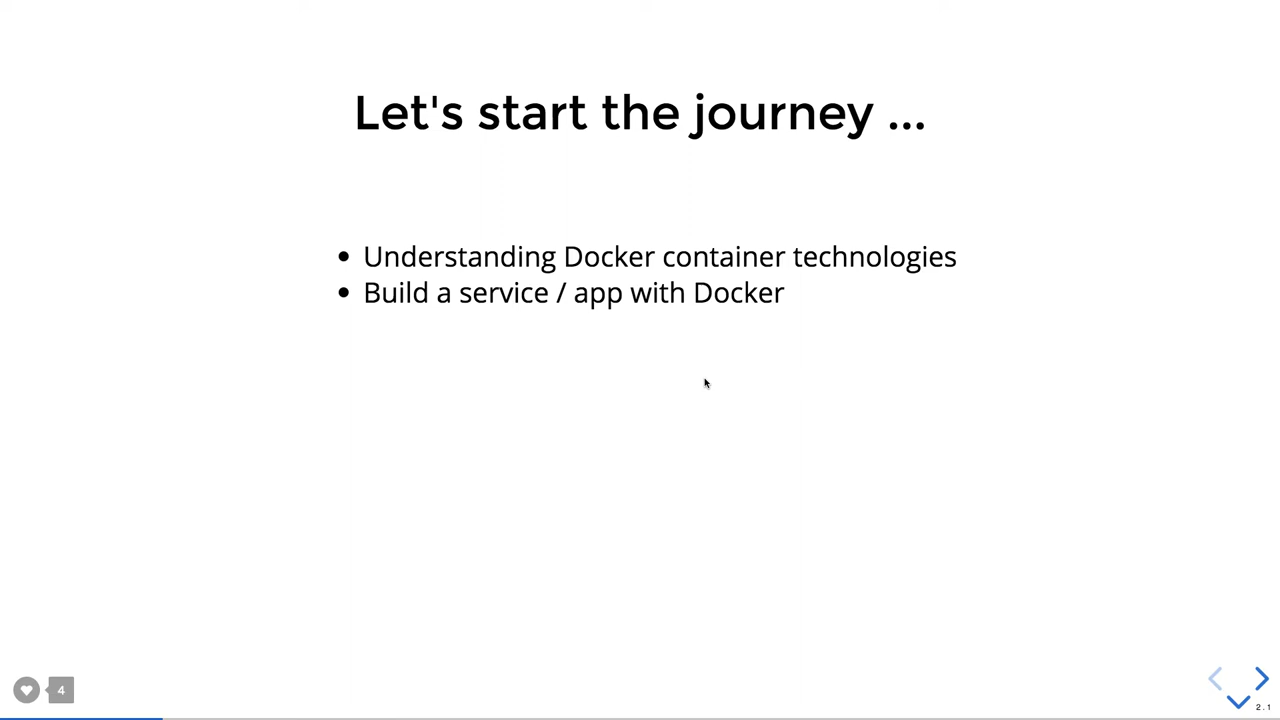 Let's start the journey ...
• Understanding Docker container technologies
• Build a service / app with Docker
4
2.1